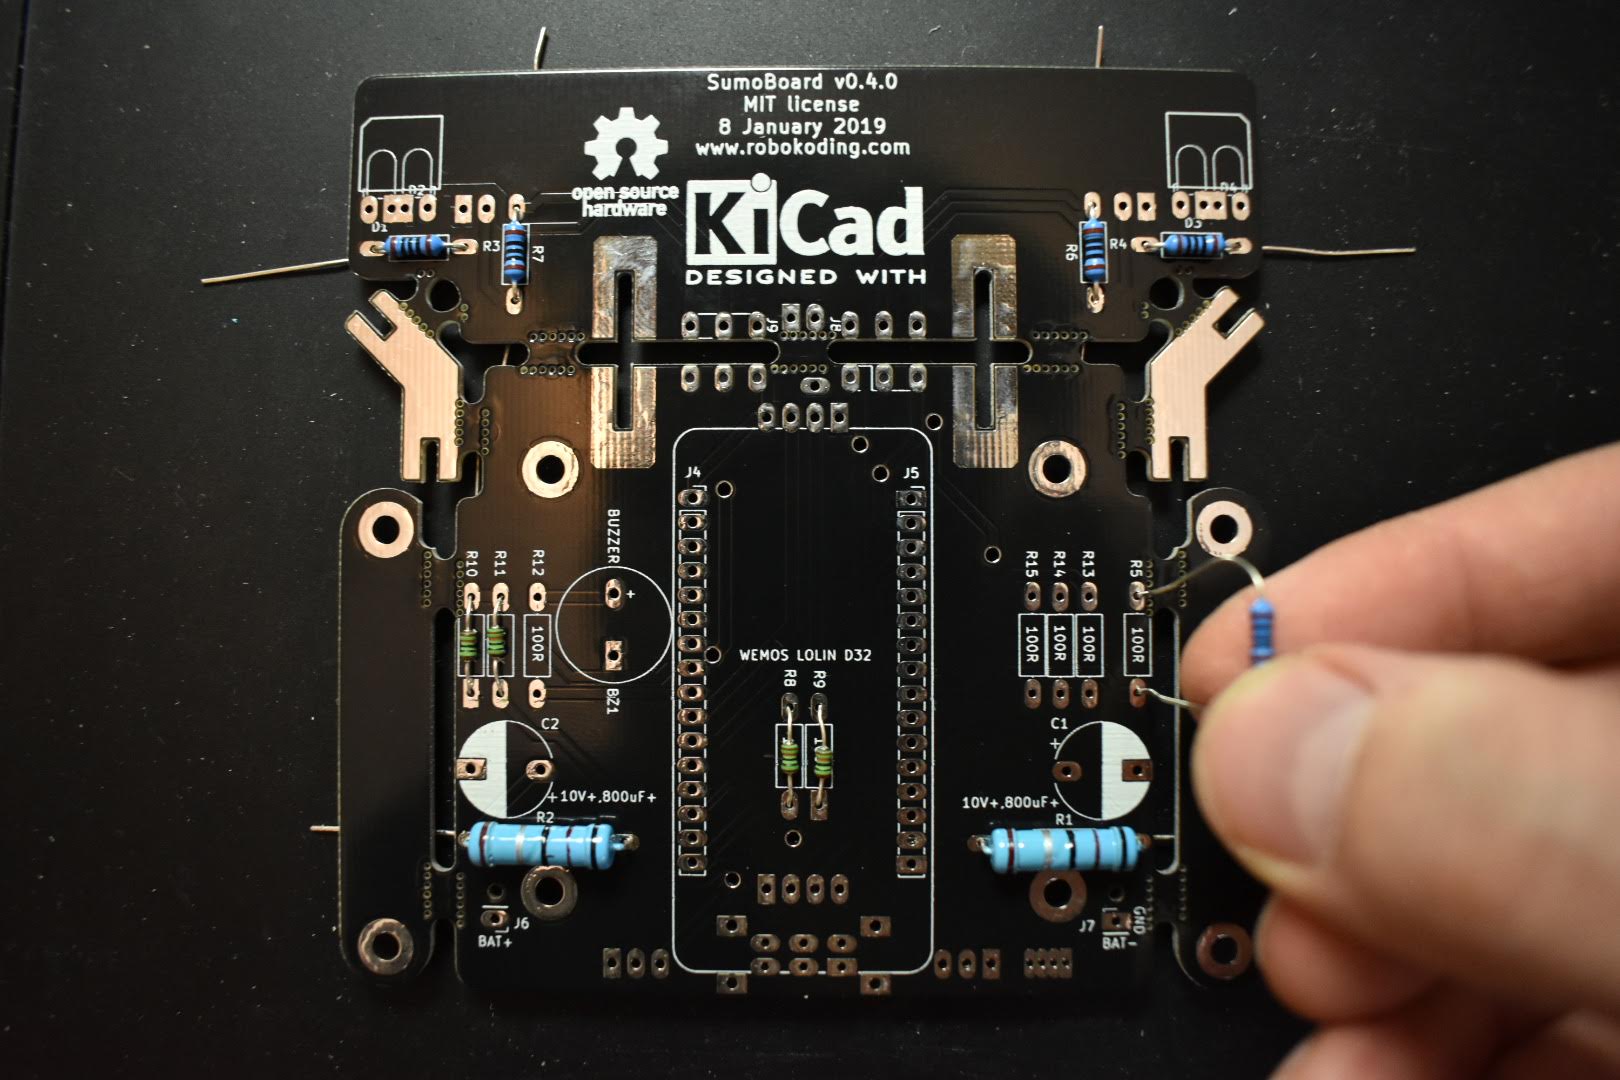 SumoBoard v0.4.0
MIT license
8 January 2019
www.robokoding.com
open source
hardware
KiCad
DESIGNED WITH
D2
D4
D1
R3
R7
R6
R4
D3
J9
J8
J4
J5
BUZZER
R10
R11
R12
R15
R14
R13
R5
+
100R
100R
100R
100R
100R
WEMOS LOLIN D32
R8
R9
BZ1
C2
C1
+
+10V+,800uF+
10V+,800uF+
R2
R1
J6
BAT+
J7
GND
BAT-